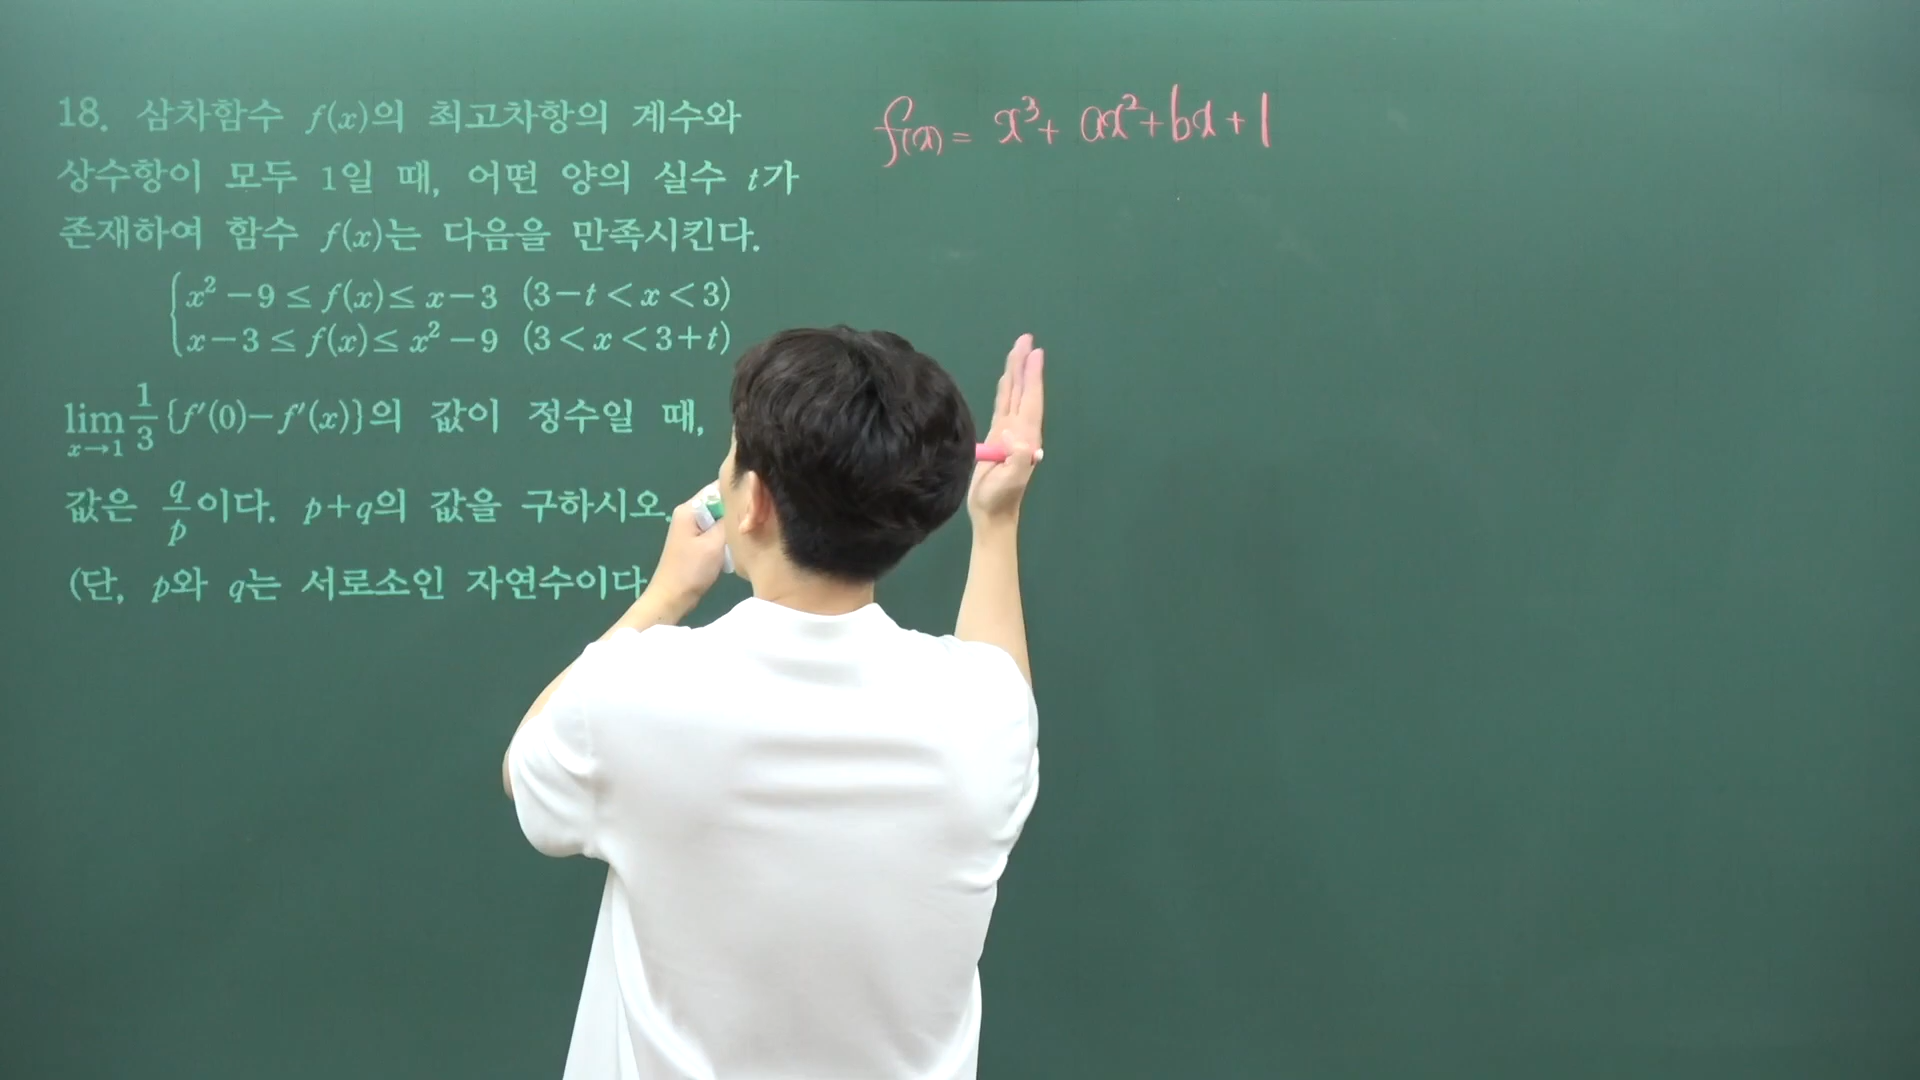 18. 삼차함수 f(x)의 최고차항의 계수와
상수항이 모두 1일 때, 어떤 양의 실수 t가
존재하여 함수 f(x)는 다음을 만족시킨다.
x² − 9 ≤ f(x) ≤ x − 3 (3 − t < x < 3)
x − 3 ≤ f(x) ≤ x² − 9 (3 < x < 3 + t)
lim x→1 1/3 {f′(0) − f′(x)}의 값이 정수일 때,
값은 q/p 이다. p+q의 값을 구하시오.
(단, p와 q는 서로소인 자연수이다
f(x) = x³ + ax² + bx + 1